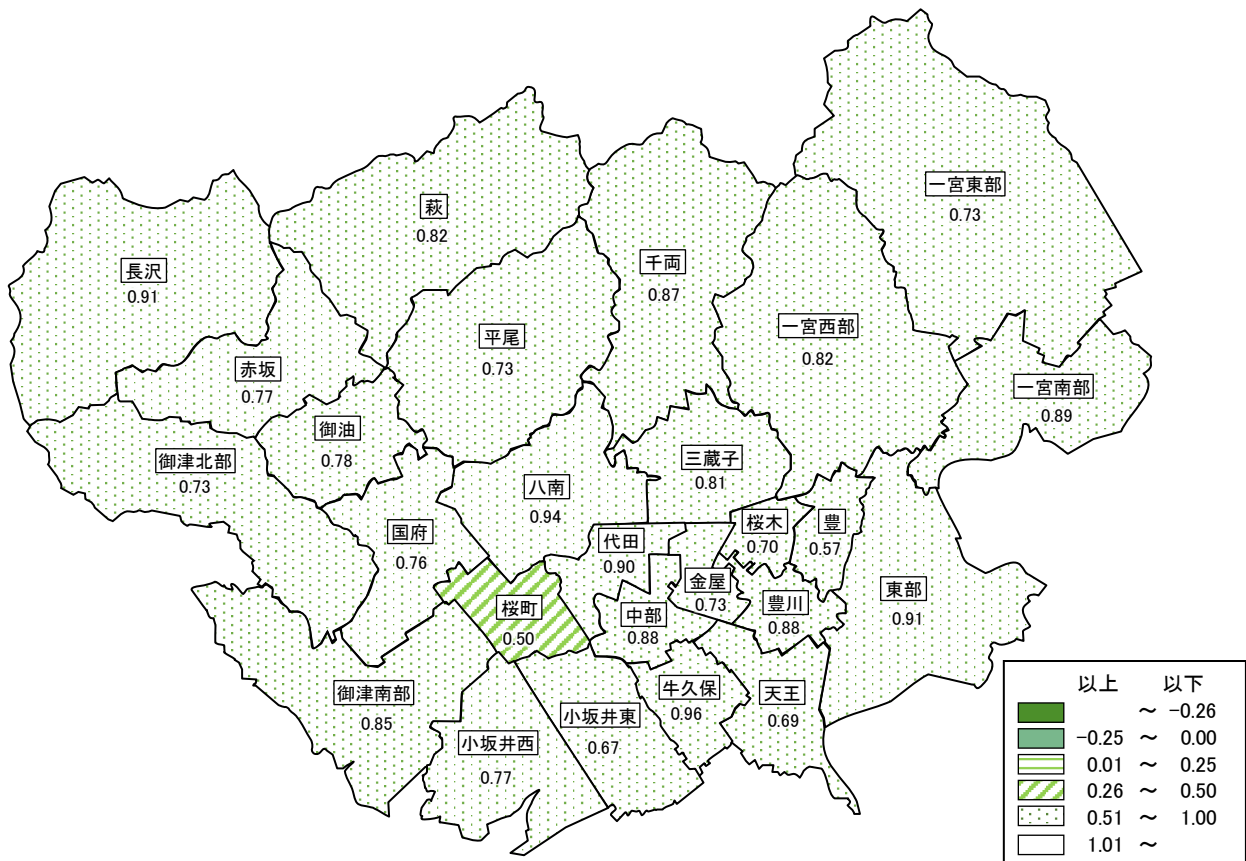 一宮東部
0.73
萩
0.82
長沢
0.91
千両
0.87
一宮西部
0.82
平尾
0.73
赤坂
0.77
一宮南部
0.89
御油
0.78
御津北部
0.73
三蔵子
0.81
八南
0.94
国府
0.76
代田
0.90
桜木
0.70
豊
0.57
金屋
0.73
東部
0.91
桜町
0.50
中部
0.88
豊川
0.88
御津南部
0.85
牛久保
0.96
天王
0.69
小坂井東
0.67
小坂井西
0.77
以上 以下
～ -0.26
-0.25 ～ 0.00
0.01 ～ 0.25
0.26 ～ 0.50
0.51 ～ 1.00
1.01 ～